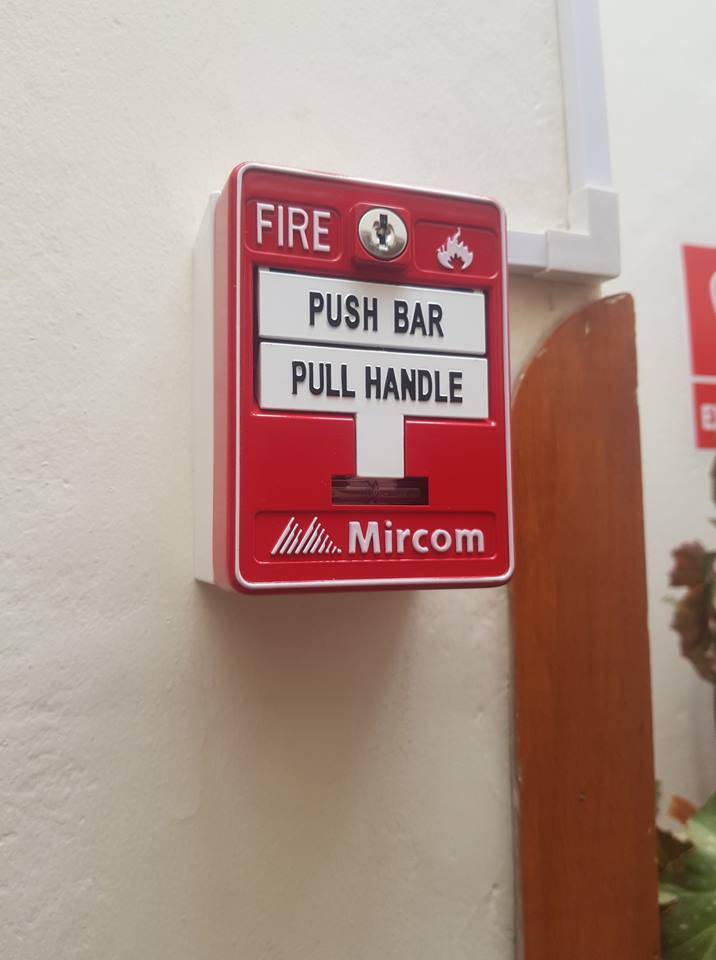 FIRE
PUSH BAR
PULL HANDLE
Mircom